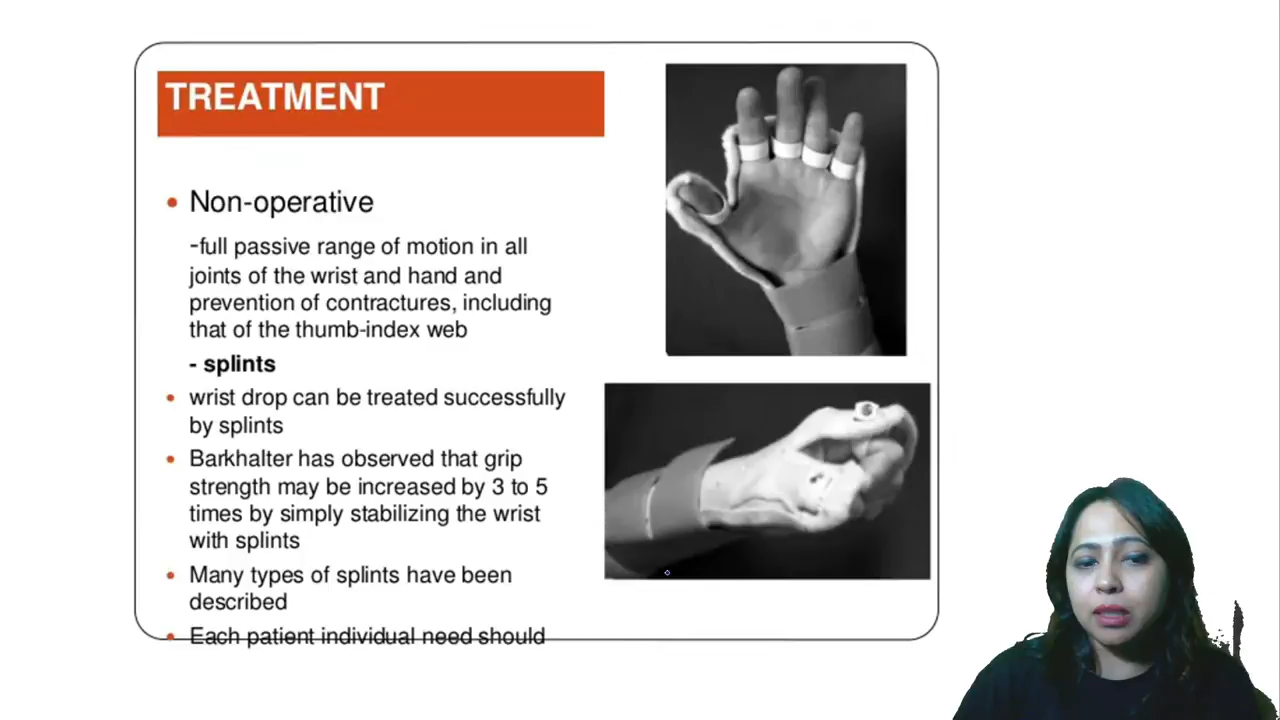 TREATMENT
• Non-operative
-full passive range of motion in all
joints of the wrist and hand and
prevention of contractures, including
that of the thumb-index web
- splints
• wrist drop can be treated successfully
by splints
• Barkhalter has observed that grip
strength may be increased by 3 to 5
times by simply stabilizing the wrist
with splints
• Many types of splints have been
described
• Each patient individual need should